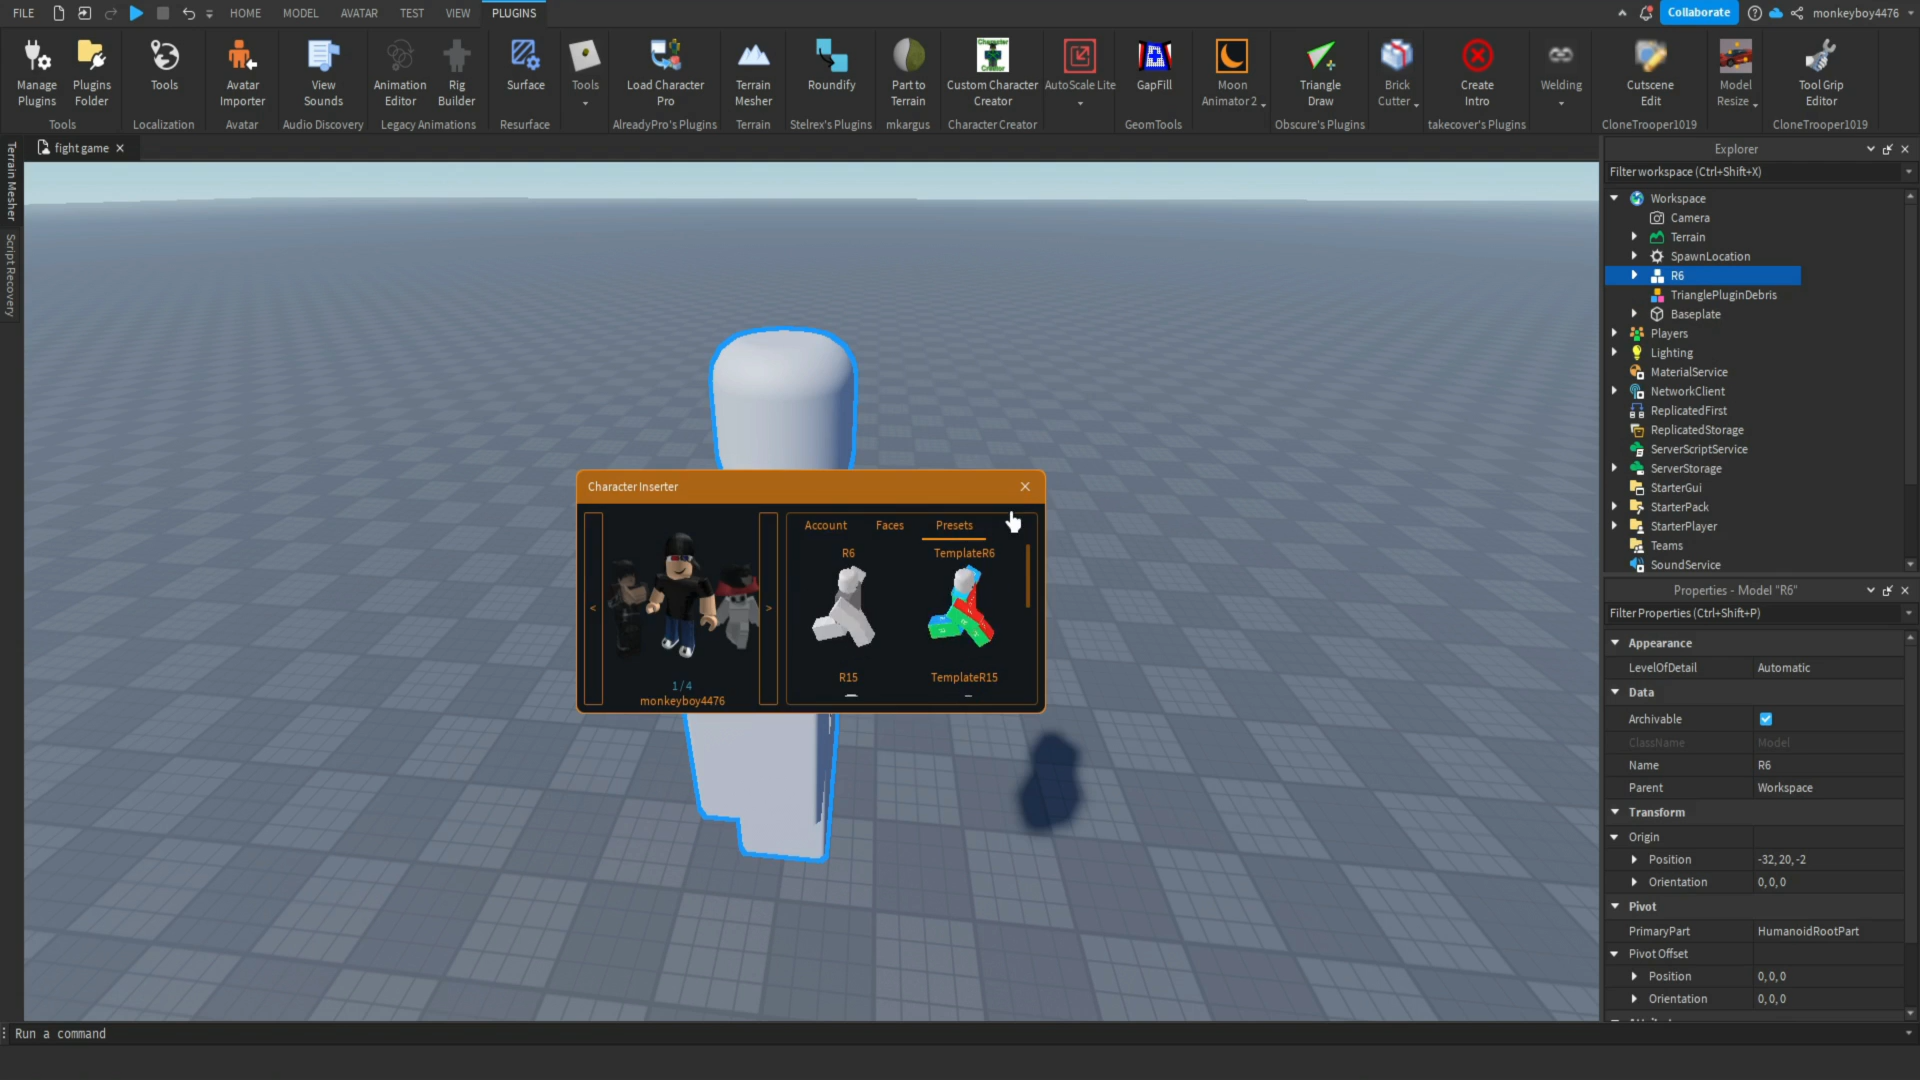 FILE HOME MODEL AVATAR TEST VIEW PLUGINS Collaborate monkeyboy4476
Manage Plugins
Plugins Folder
Tools
Tools
Localization
Avatar Importer
Avatar
View Sounds
Audio Discovery
Animation Editor
Rig Builder
Legacy Animations
Surface
Resurface
Tools
Load Character Pro
AlreadyPro's Plugins
Terrain Mesher
Terrain
Roundify
Stelrex's Plugins
Part to Terrain
mkargus
Character Creator
Custom Character Creator
Character Creator
AutoScale Lite
GapFill
GeomTools
Moon Animator 2
Triangle Draw
Obscure's Plugins
Brick Cutter
Create Intro
takecover's Plugins
Welding
Cutscene Edit
CloneTrooper1019
Model Resize
Tool Grip Editor
CloneTrooper1019
fight game
Terrain Mesher
Script Recovery
Character Inserter
< >
1/4
monkeyboy4476
Account Faces Presets
R6 TemplateR6
R15 TemplateR15
Explorer
Filter workspace (Ctrl+Shift+X)
Workspace
Camera
Terrain
SpawnLocation
R6
TrianglePluginDebris
Baseplate
Players
Lighting
MaterialService
NetworkClient
ReplicatedFirst
ReplicatedStorage
ServerScriptService
ServerStorage
StarterGui
StarterPack
StarterPlayer
Teams
SoundService
Properties - Model "R6"
Filter Properties (Ctrl+Shift+P)
Appearance
LevelOfDetail Automatic
Data
Archivable
ClassName Model
Name R6
Parent Workspace
Transform
Origin
Position -32, 20, -2
Orientation 0, 0, 0
Pivot
PrimaryPart HumanoidRootPart
Pivot Offset
Position 0, 0, 0
Orientation 0, 0, 0
Run a command